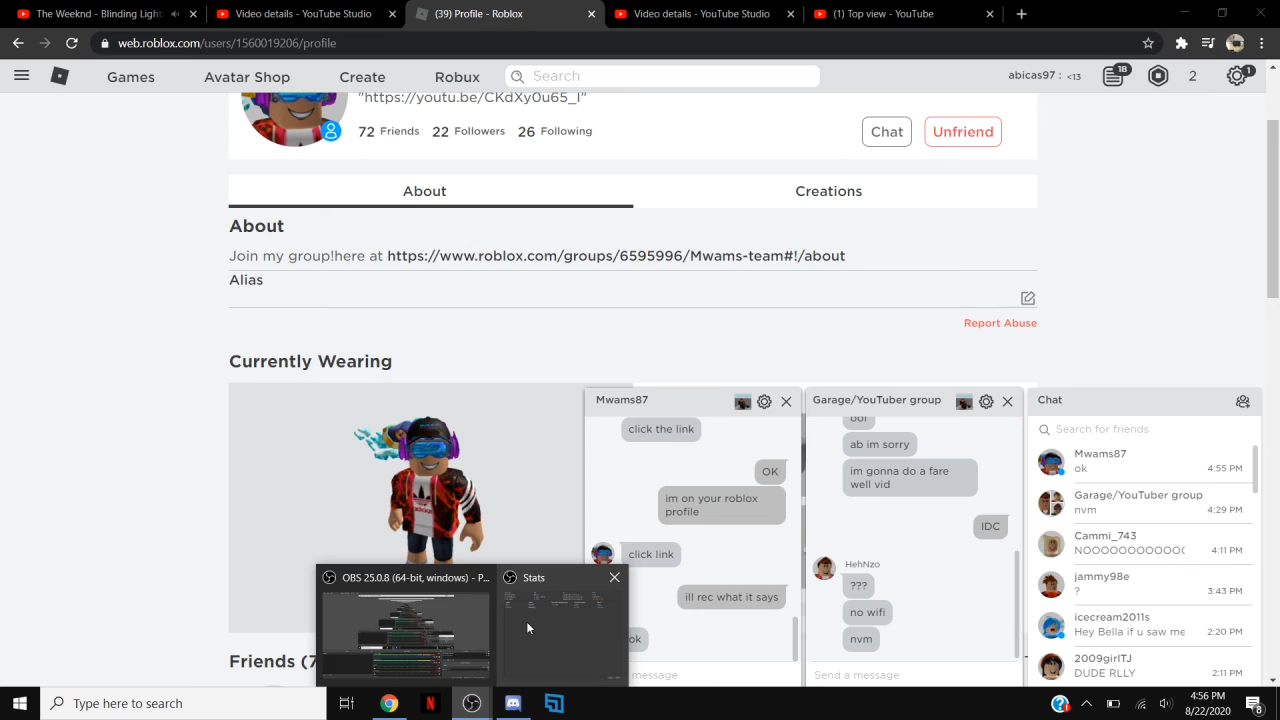 The Weeknd - Blinding Light
Video details - YouTube Studio
(39) Profile - Roblox
Video details - YouTube Studio
(1) Top view - YouTube
web.roblox.com/users/1560019206/profile
Games
Avatar Shop
Create
Robux
Search
abicas97 : <13
18
2
1
"https://youtu.be/CKdXy0u65_I"
72 Friends
22 Followers
26 Following
Chat
Unfriend
About
Creations
About
Join my group!here at https://www.roblox.com/groups/6595996/Mwams-team#!/about
Alias
Report Abuse
Currently Wearing
Friends (7
Mwams87
click the link
OK
im on your roblox
profile
click link
ill rec what it says
ok
message
Garage/YouTuber group
ool
ab im sorry
im gonna do a fare
well vid
IDC
HehNzo
???
no wifi
nvm
Send a message
Chat
Search for friends
Mwams87
ok
4:55 PM
Garage/YouTuber group
nvm
4:29 PM
Cammi_743
NOOOOOOOOOOOO
4:11 PM
jammy98e
?
3:43 PM
icecream2011s
Hey Bella if u saw me
2:20 PM
DUDE RLLY
2:11 PM
OBS 25.0.8 (64-bit, windows) - P...
Stats
Type here to search
4:56 PM
8/22/2020
8